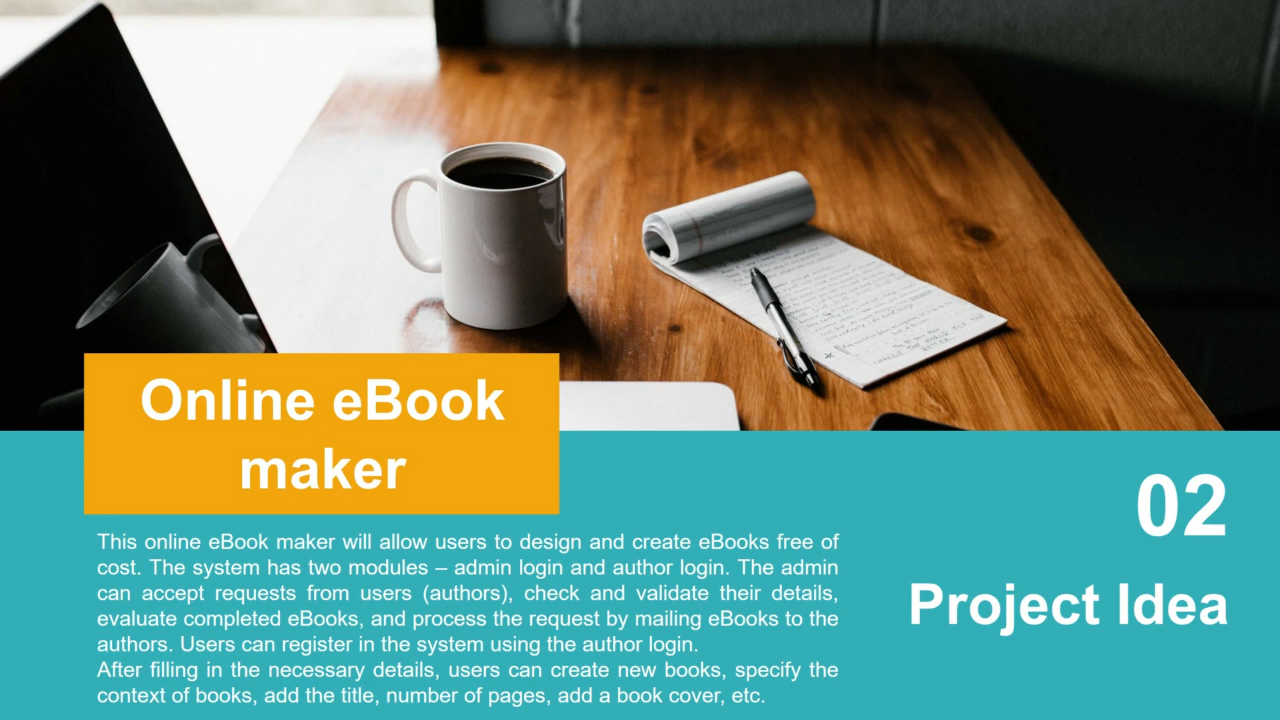 Online eBook
maker
02
Project Idea
This online eBook maker will allow users to design and create eBooks free of
cost. The system has two modules – admin login and author login. The admin
can accept requests from users (authors), check and validate their details,
evaluate completed eBooks, and process the request by mailing eBooks to the
authors. Users can register in the system using the author login.
After filling in the necessary details, users can create new books, specify the
context of books, add the title, number of pages, add a book cover, etc.